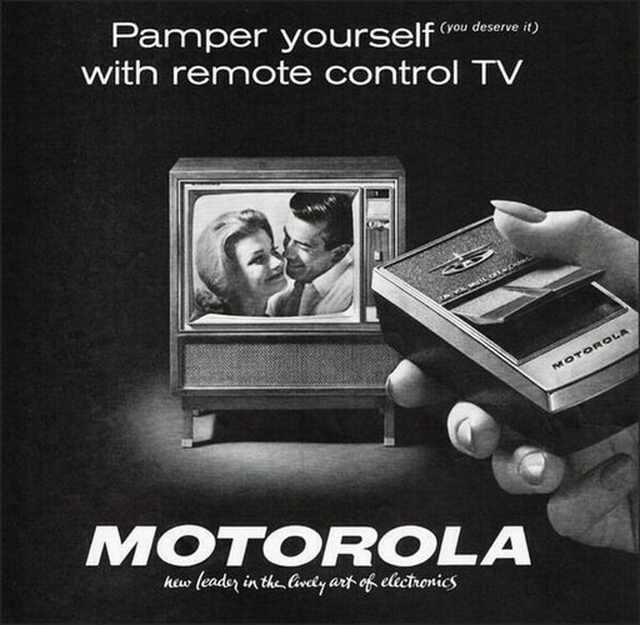 Pamper yourself (you deserve it)
with remote control TV
MOTOROLA
MOTOROLA
new leader in the lively art of electronics